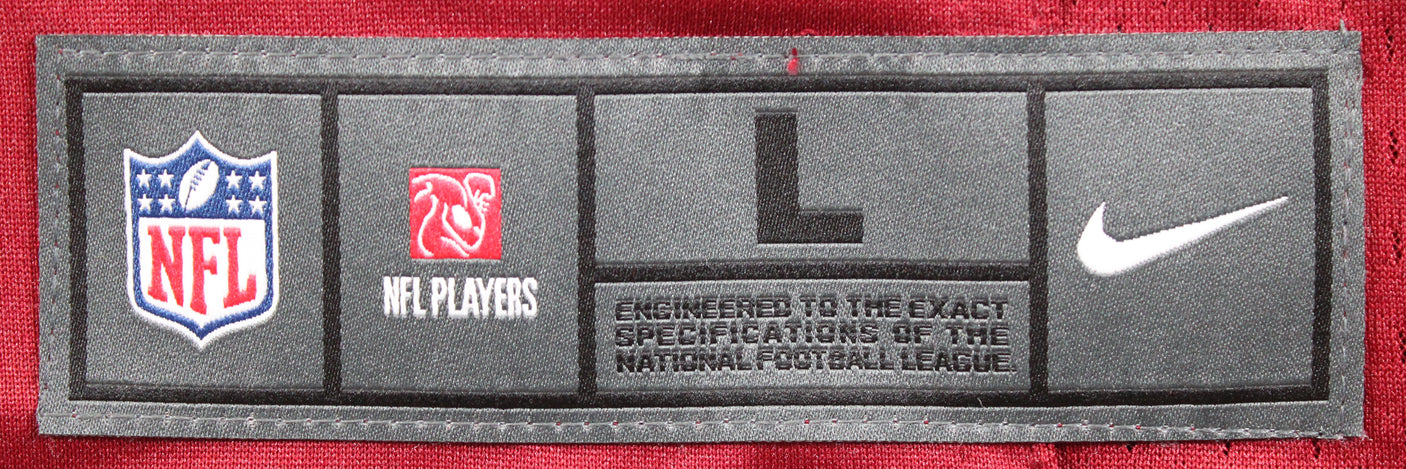 NFL
NFL PLAYERS
L
ENGINEERED TO THE EXACT
SPECIFICATIONS OF THE
NATIONAL FOOTBALL LEAGUE.